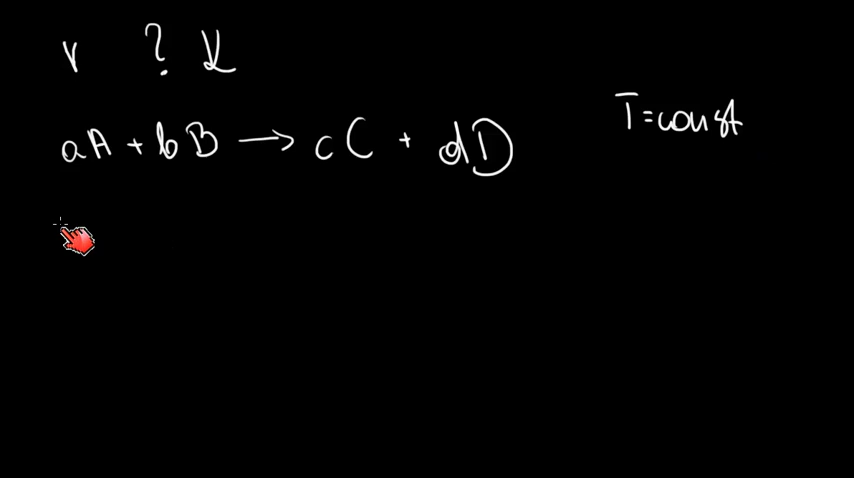 v ? K
aA + bB → cC + dD
T=const